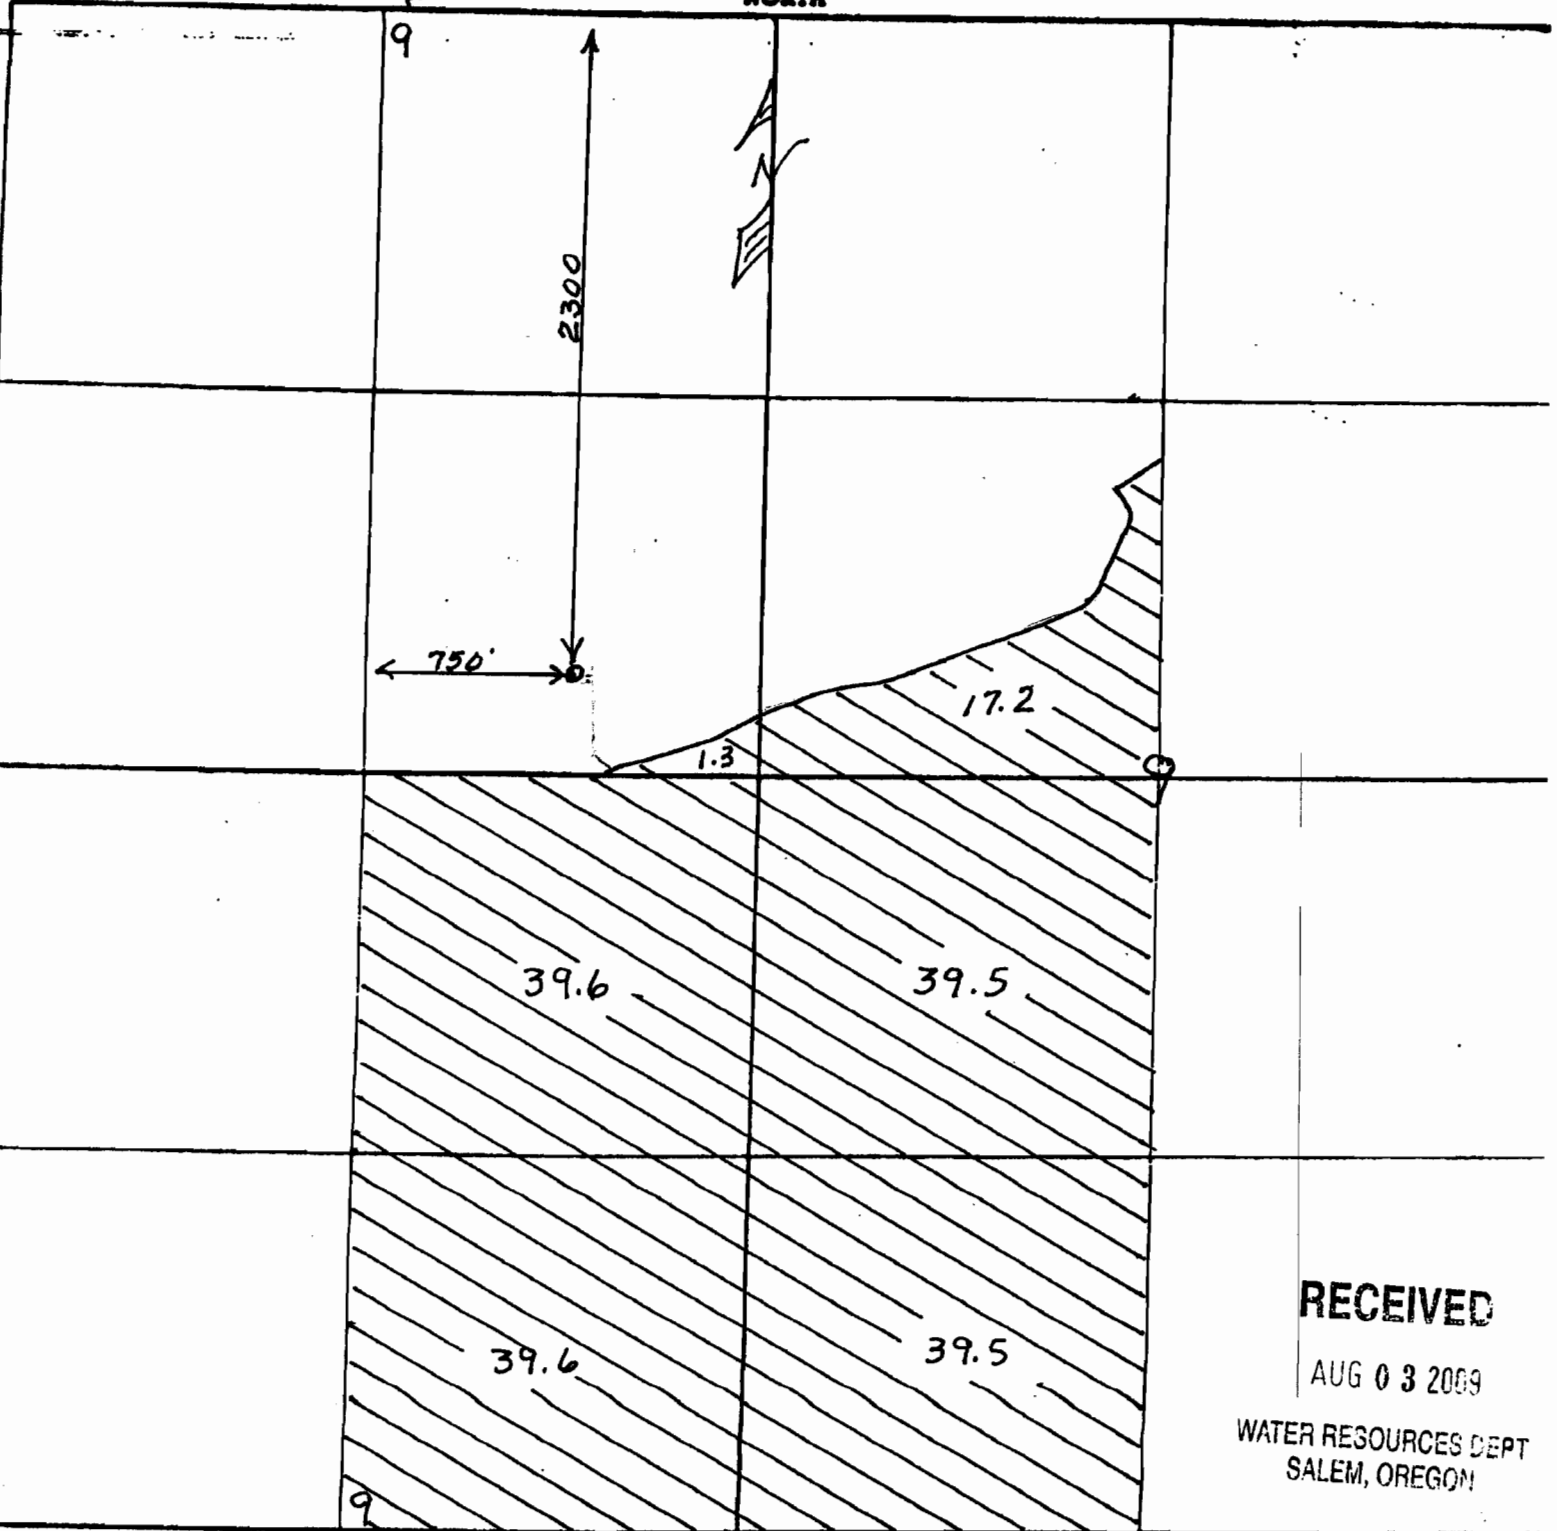 9
N
2300
750'
17.2
1.3
39.6
39.5
39.6
39.5
RECEIVED
AUG 03 2009
WATER RESOURCES DEPT
SALEM, OREGON
9